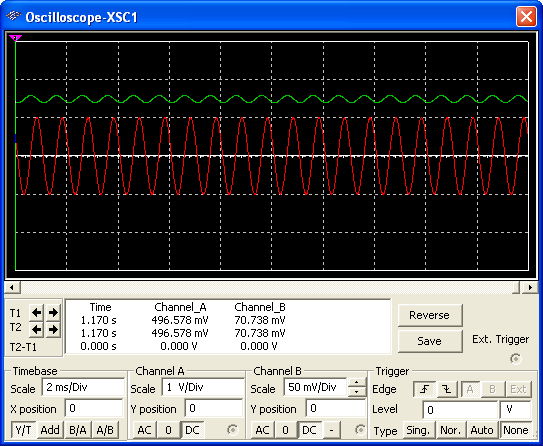 Oscilloscope-XSC1
T1
T2
T2-T1
Time Channel_A Channel_B
1.170 s 496.578 mV 70.738 mV
1.170 s 496.578 mV 70.738 mV
0.000 s 0.000 V 0.000 V
Reverse
Save
Ext. Trigger
Timebase
Scale 2 ms/Div
X position 0
Y/T Add B/A A/B
Channel A
Scale 1 V/Div
Y position 0
AC 0 DC
Channel B
Scale 50 mV/Div
Y position 0
AC 0 DC -
Trigger
Edge A B Ext
Level 0 V
Type Sing. Nor. Auto None